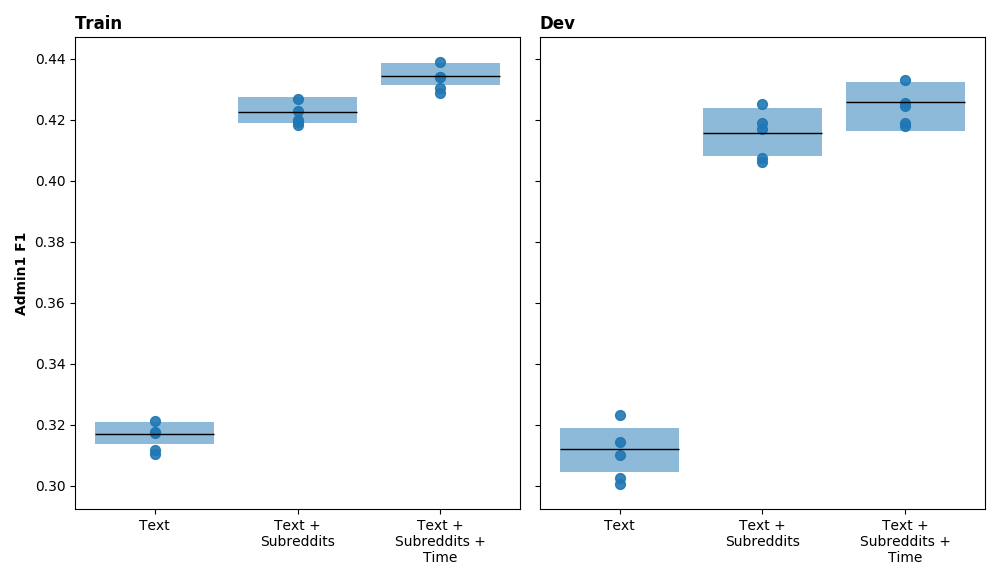 Train
Dev
Admin1 F1
0.44
0.42
0.40
0.38
0.36
0.34
0.32
0.30
Text
Text +
Subreddits
Text +
Subreddits +
Time
Text
Text +
Subreddits
Text +
Subreddits +
Time